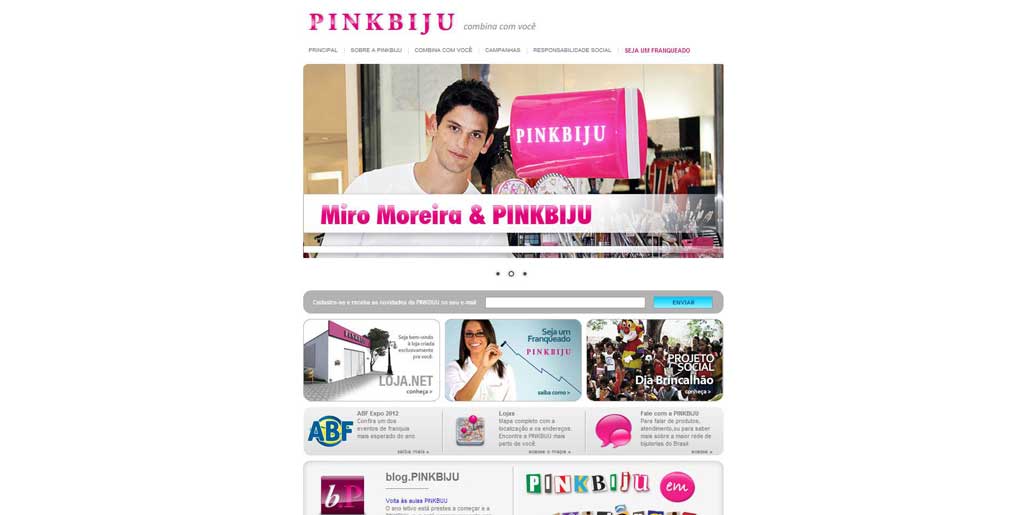 PINKBIJU combina com você
PRINCIPAL SOBRE A PINKBIJU COMBINA COM VOCÊ CAMPANHAS RESPONSABILIDADE SOCIAL SEJA UM FRANQUEADO
PINKBIJU
Miro Moreira & PINKBIJU
Cadastre-se e receba as novidades da PINKBIJU no seu e-mail ENVIAR
Seja bem-vindo
à loja criada
exclusivamente
pra você.
LOJA.NET
conheça >
Seja um
Franqueado
PINKBIJU
saiba como >
PROJETO
SOCIAL
Dia Brincalhão
conheça >
ABF
ABF Expo 2012
Confira um dos
eventos de franquia
mais esperado do ano
saiba mais
Lojas
Mapa completo com a
localização e os endereços.
Encontre a PINKBIJU mais
perto de você.
acesse o mapa
Fale com a PINKBIJU
Para falar de produtos,
atendimento,ou para saber
mais sobre a maior rede de
bijuterias do Brasil.
acesse
b.P
blog.PINKBIJU
Volta às aulas PINKBIJU
O ano letivo está prestes a começar e a
PINKBIJU em